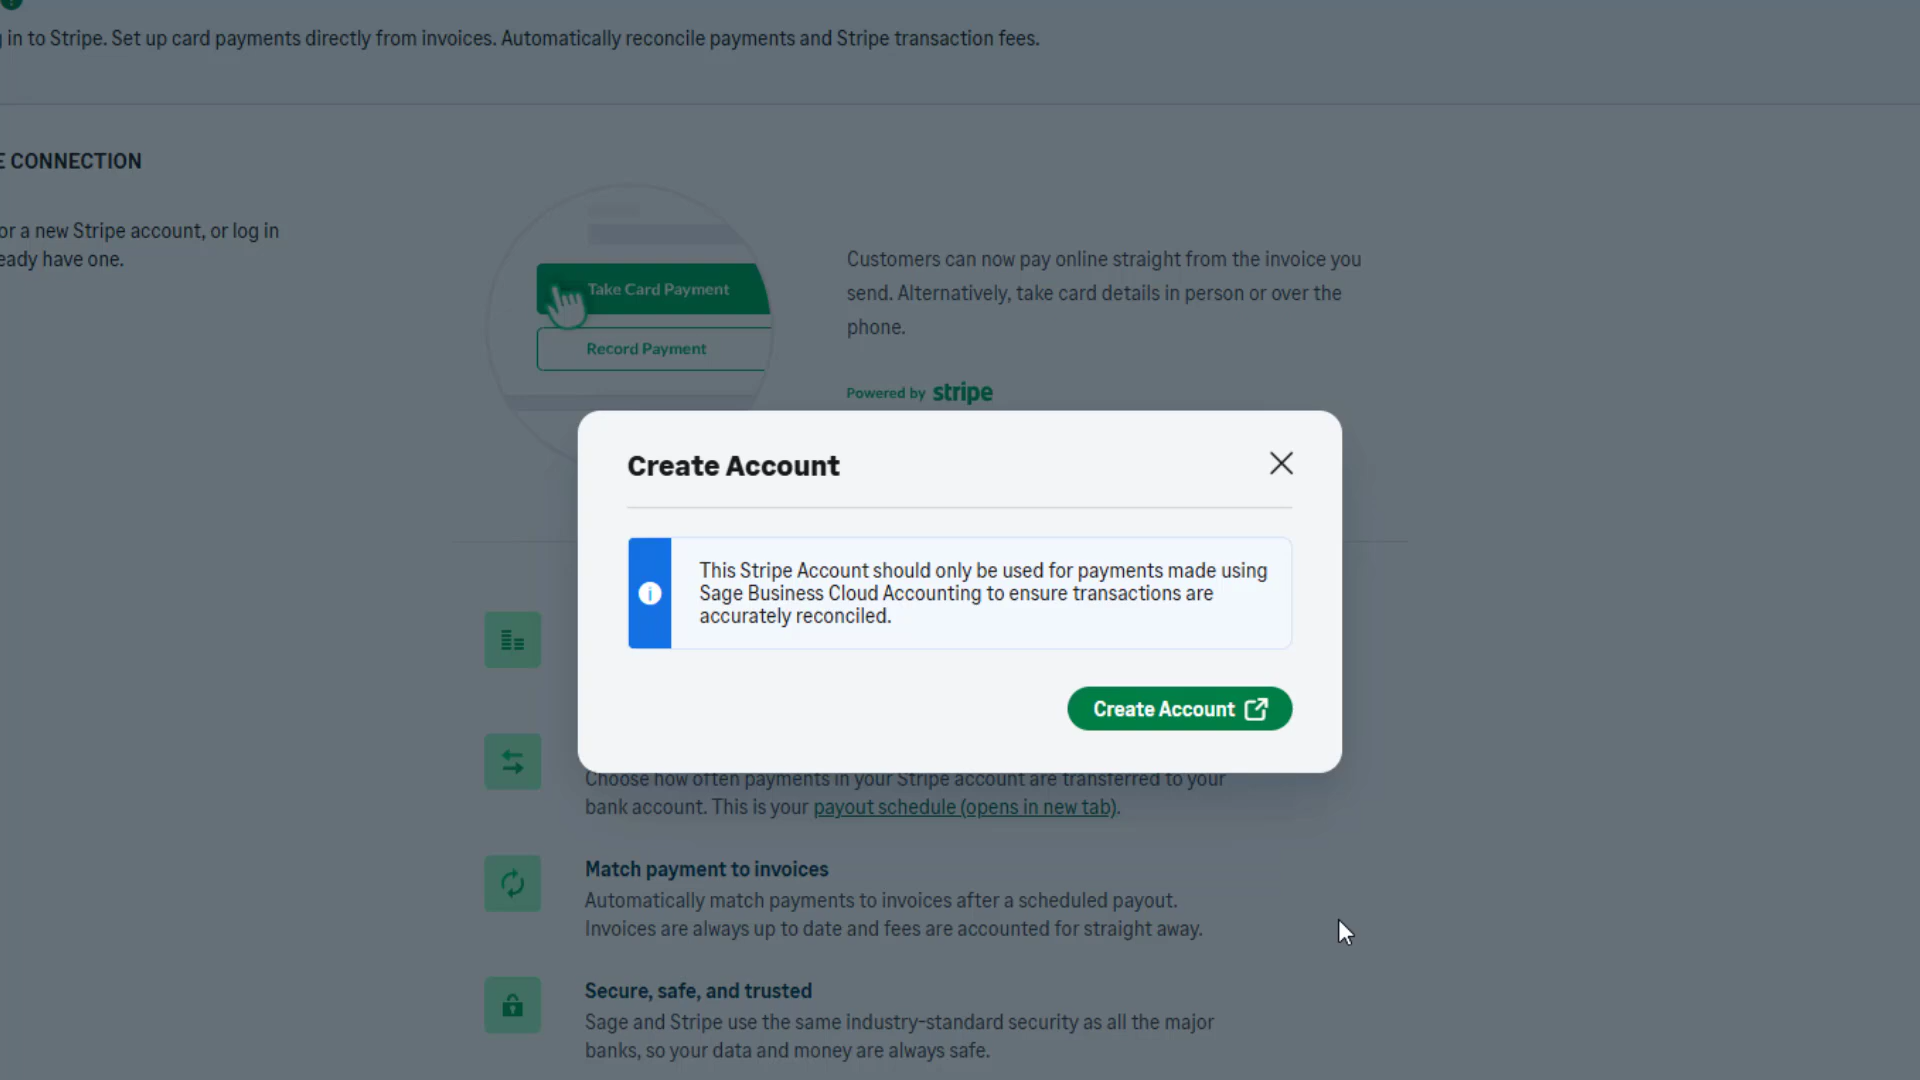 in to Stripe. Set up card payments directly from invoices. Automatically reconcile payments and Stripe transaction fees.
E CONNECTION
or a new Stripe account, or log in
eady have one.
Take Card Payment
Record Payment
Customers can now pay online straight from the invoice you
send. Alternatively, take card details in person or over the
phone.
Powered by stripe
Create Account
This Stripe Account should only be used for payments made using
Sage Business Cloud Accounting to ensure transactions are
accurately reconciled.
Create Account
Choose how often payments in your Stripe account are transferred to your
bank account. This is your payout schedule (opens in new tab).
Match payment to invoices
Automatically match payments to invoices after a scheduled payout.
Invoices are always up to date and fees are accounted for straight away.
Secure, safe, and trusted
Sage and Stripe use the same industry-standard security as all the major
banks, so your data and money are always safe.